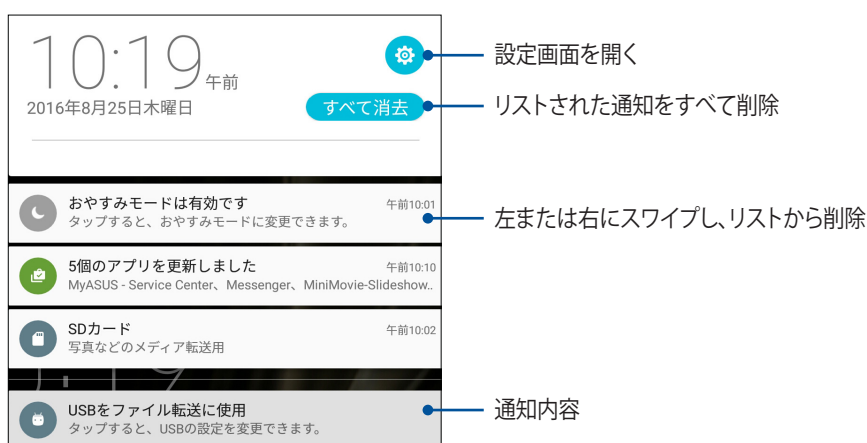 10:19午前
2016年8月25日木曜日
すべて消去
設定画面を開く
リストされた通知をすべて削除
おやすみモードは有効です 午前10:01
タップすると、おやすみモードに変更できます。
左または右にスワイプし、リストから削除
5個のアプリを更新しました 午前10:10
MyASUS - Service Center、Messenger、MiniMovie-Slideshow..
SDカード 午前10:02
写真などのメディア転送用
USBをファイル転送に使用
タップすると、USBの設定を変更できます。
通知内容